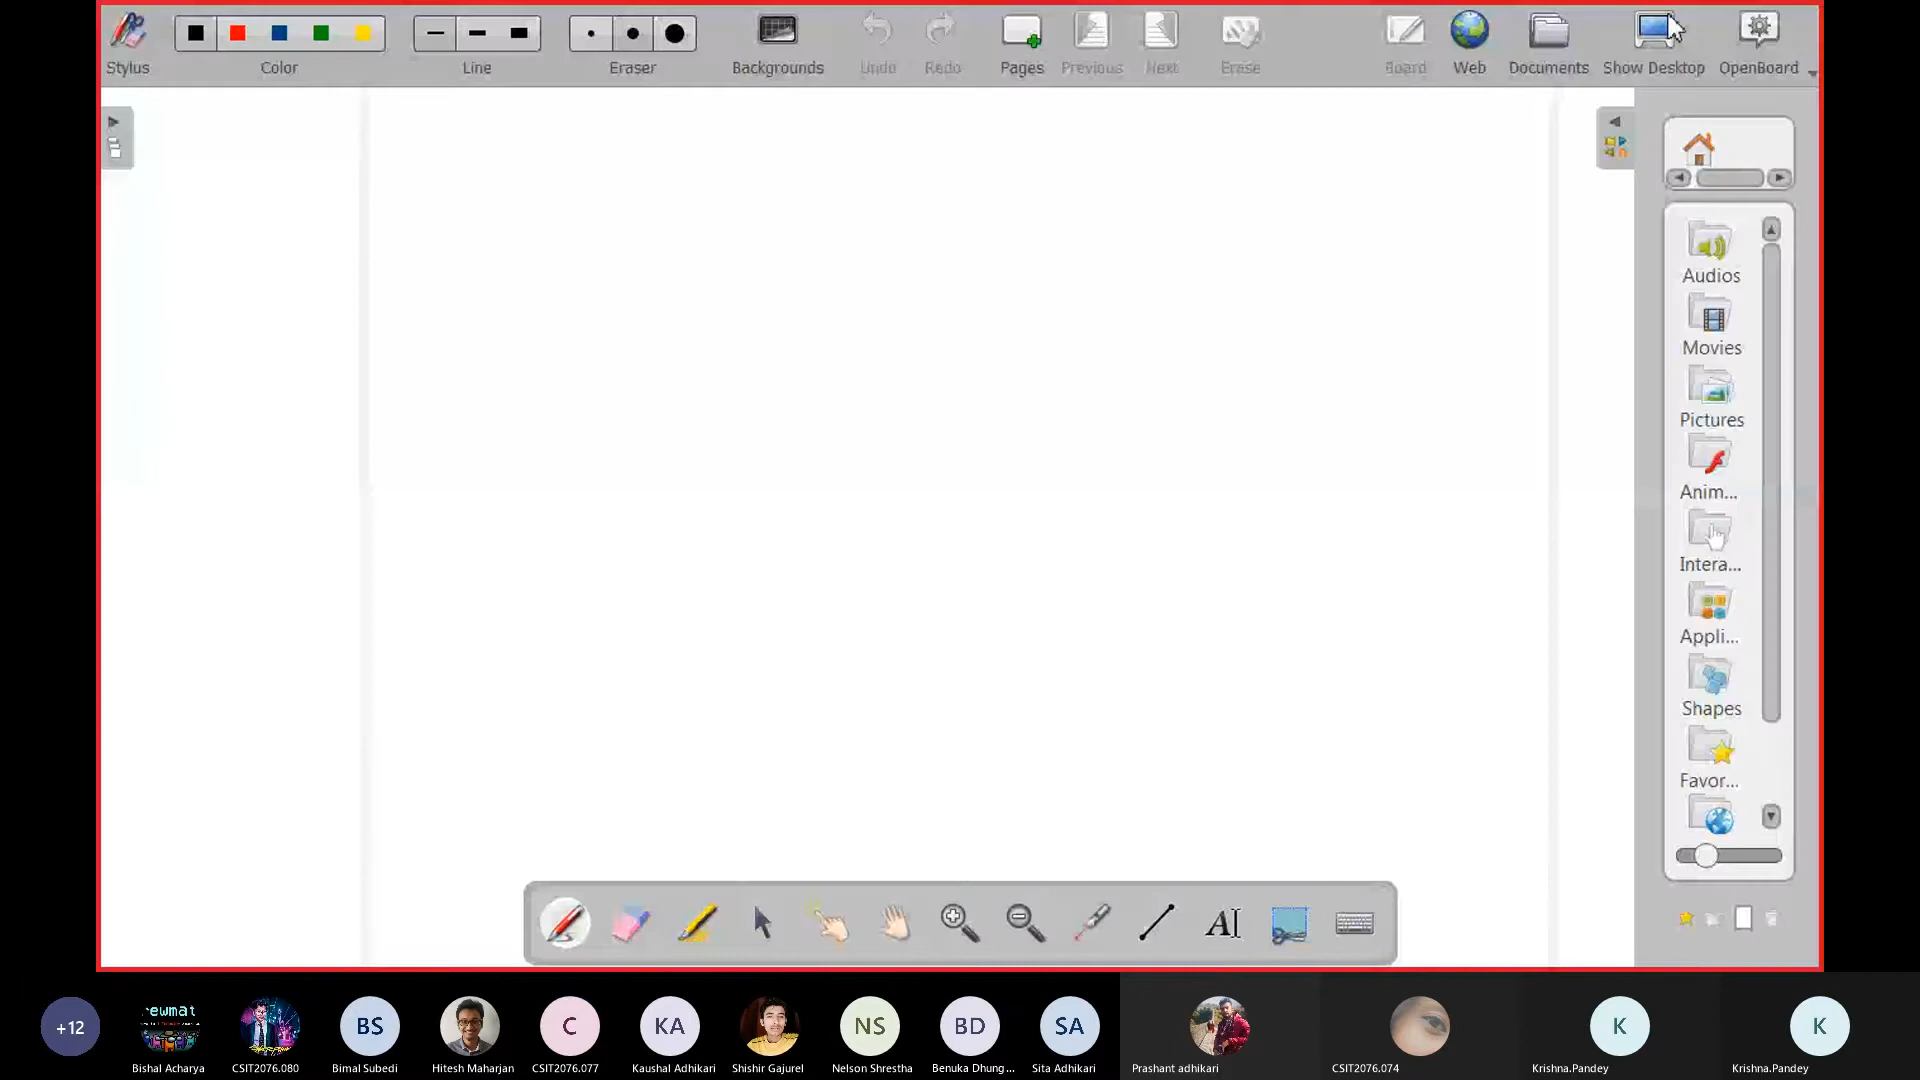 Stylus Color Line Eraser Backgrounds Undo Redo Pages Previous Next Erase Board Web Documents Show Desktop OpenBoard
Audios
Movies
Pictures
Anim...
Intera...
Appli...
Shapes
Favor...
AI
+12 BS C KA NS BD SA K K
Bishal Acharya CSIT2076.080 Bimal Subedi Hitesh Maharjan CSIT2076.077 Kaushal Adhikari Shishir Gajurel Nelson Shrestha Benuka Dhung... Sita Adhikari Prashant adhikari CSIT2076.074 Krishna.Pandey Krishna.Pandey